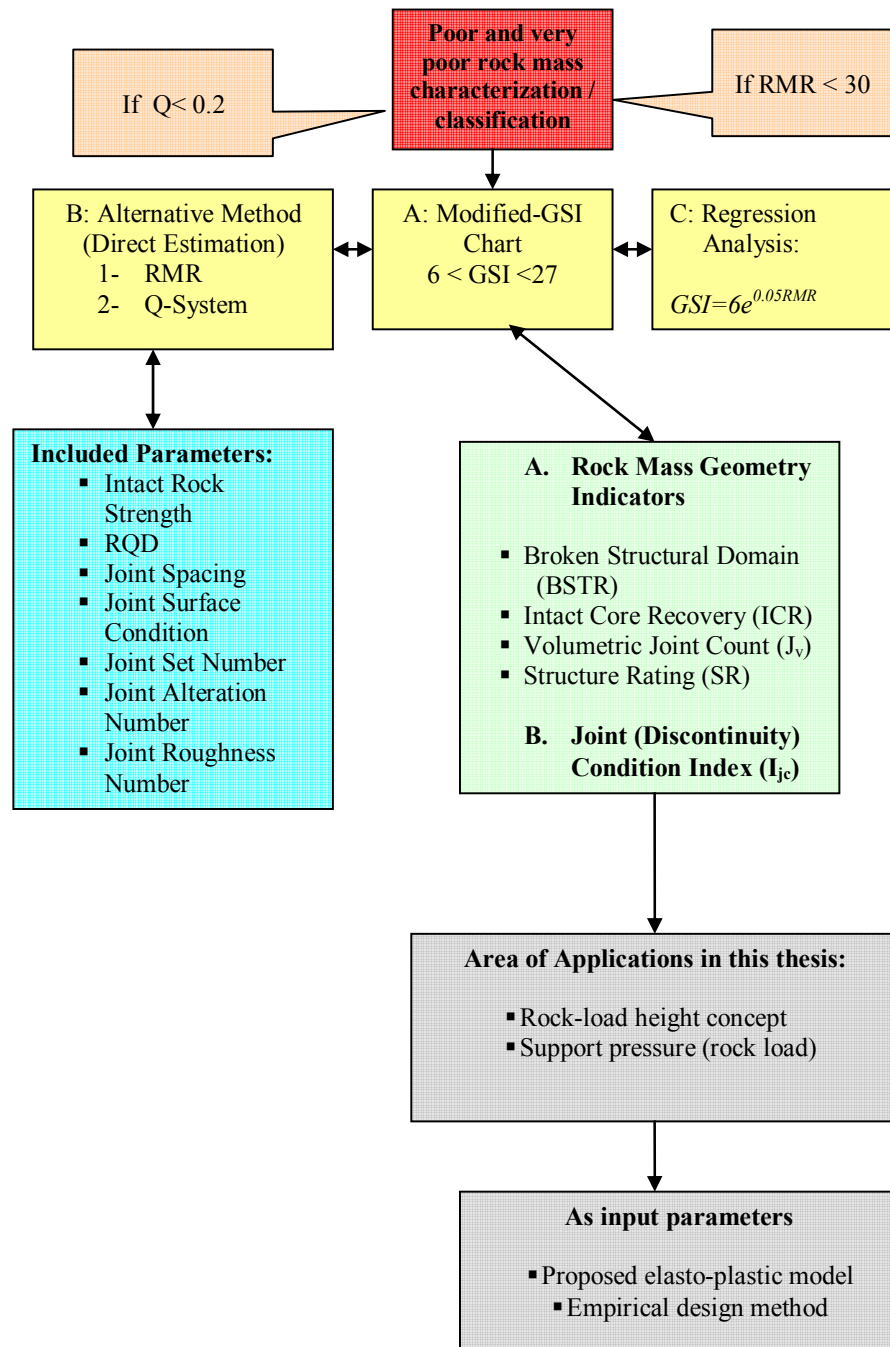 Poor and very
poor rock mass
characterization /
classification
If Q< 0.2
If RMR < 30
B: Alternative Method
(Direct Estimation)
1- RMR
2- Q-System
A: Modified-GSI
Chart
6 < GSI <27
C: Regression
Analysis:
GSI=6e^0.05RMR
Included Parameters:
▪ Intact Rock
Strength
▪ RQD
▪ Joint Spacing
▪ Joint Surface
Condition
▪ Joint Set Number
▪ Joint Alteration
Number
▪ Joint Roughness
Number
A. Rock Mass Geometry
Indicators
▪ Broken Structural Domain
(BSTR)
▪ Intact Core Recovery (ICR)
▪ Volumetric Joint Count (Jv)
▪ Structure Rating (SR)
B. Joint (Discontinuity)
Condition Index (Ijc)
Area of Applications in this thesis:
▪ Rock-load height concept
▪ Support pressure (rock load)
As input parameters
▪ Proposed elasto-plastic model
▪ Empirical design method